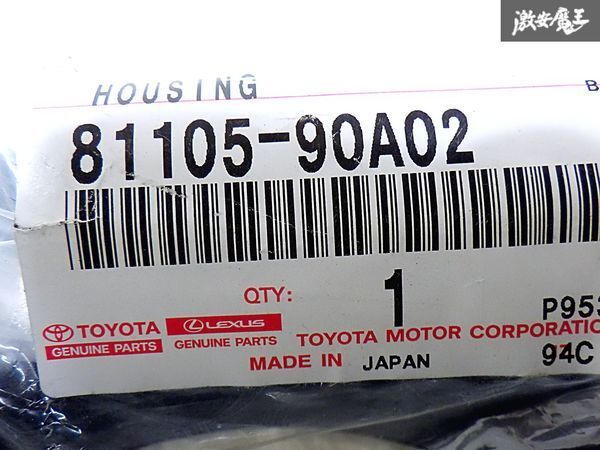 激安魔王
HOUSING
B
81105-90A02
QTY: 1
P953
TOYOTA
GENUINE PARTS
LEXUS
GENUINE PARTS
TOYOTA MOTOR CORPORATIO
94C
MADE IN JAPAN